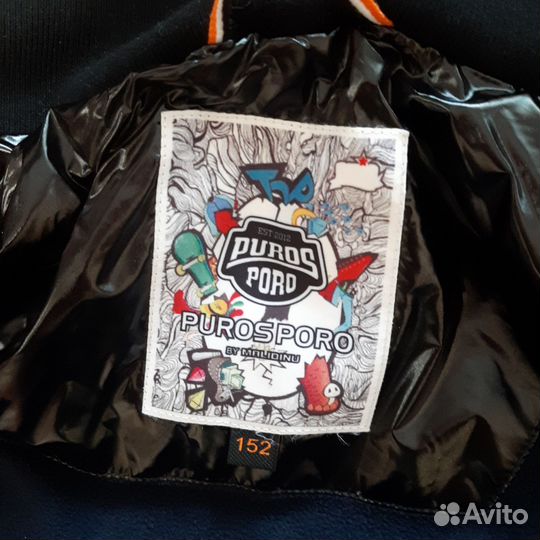 EST 2012
PUROS
PORO
PUROSPORO
BY MALIDINU
152
Avito